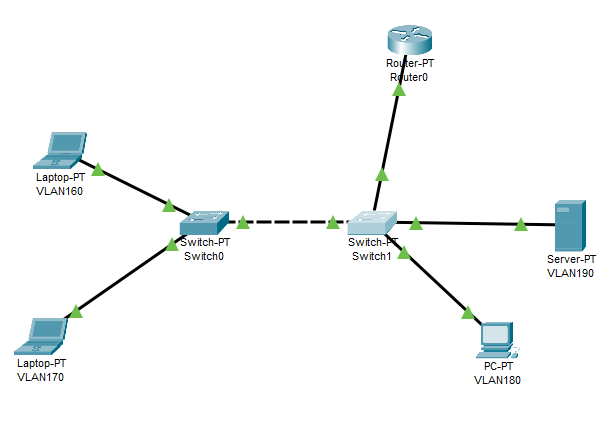 Router-PT
Router0
Laptop-PT
VLAN160
Switch-PT
Switch0
Switch-PT
Switch1
Server-PT
VLAN190
Laptop-PT
VLAN170
PC-PT
VLAN180